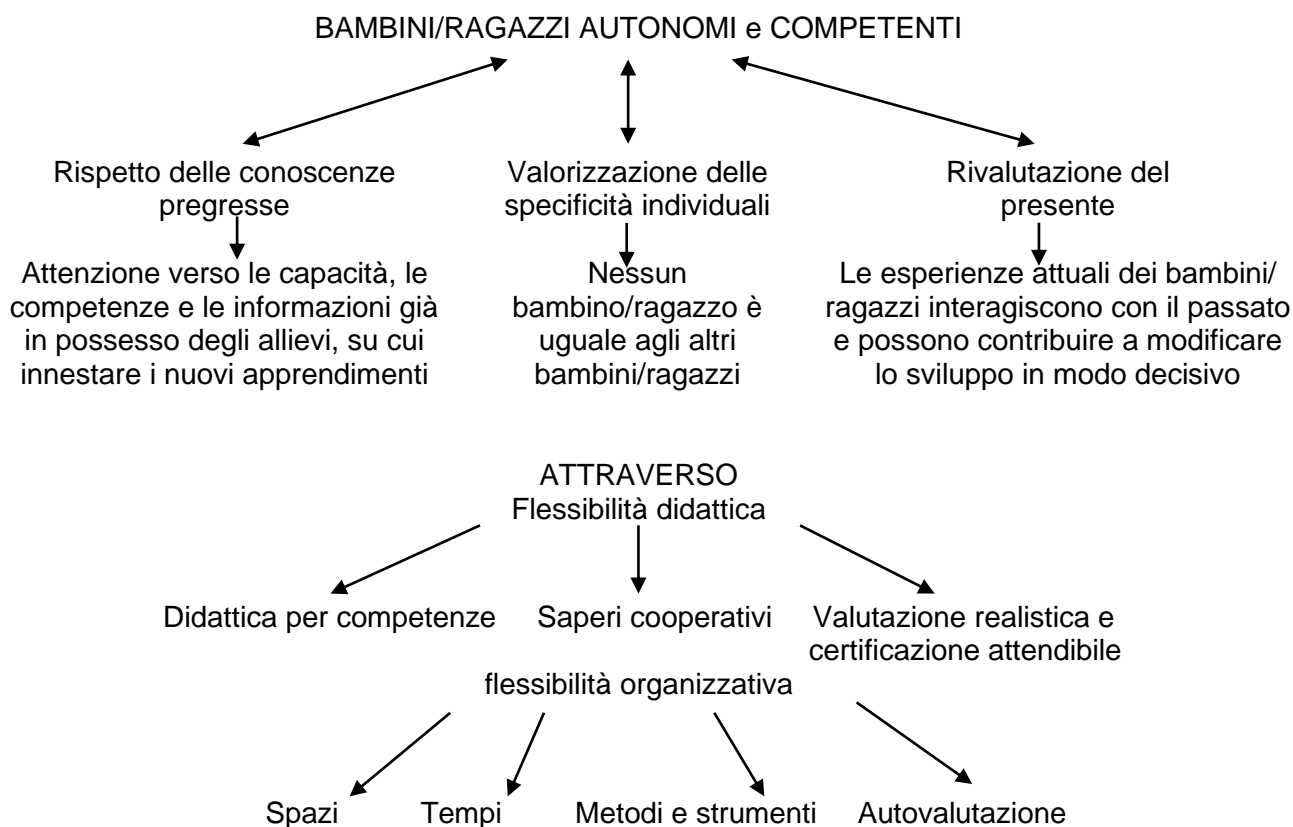 BAMBINI/RAGAZZI AUTONOMI e COMPETENTI
Rispetto delle conoscenze
pregresse
Valorizzazione delle
specificità individuali
Rivalutazione del
presente
Attenzione verso le capacità, le
competenze e le informazioni già
in possesso degli allievi, su cui
innestare i nuovi apprendimenti
Nessun
bambino/ragazzo è
uguale agli altri
bambini/ragazzi
Le esperienze attuali dei bambini/
ragazzi interagiscono con il passato
e possono contribuire a modificare
lo sviluppo in modo decisivo
ATTRAVERSO
Flessibilità didattica
Didattica per competenze
Saperi cooperativi
Valutazione realistica e
certificazione attendibile
flessibilità organizzativa
Spazi
Tempi
Metodi e strumenti
Autovalutazione